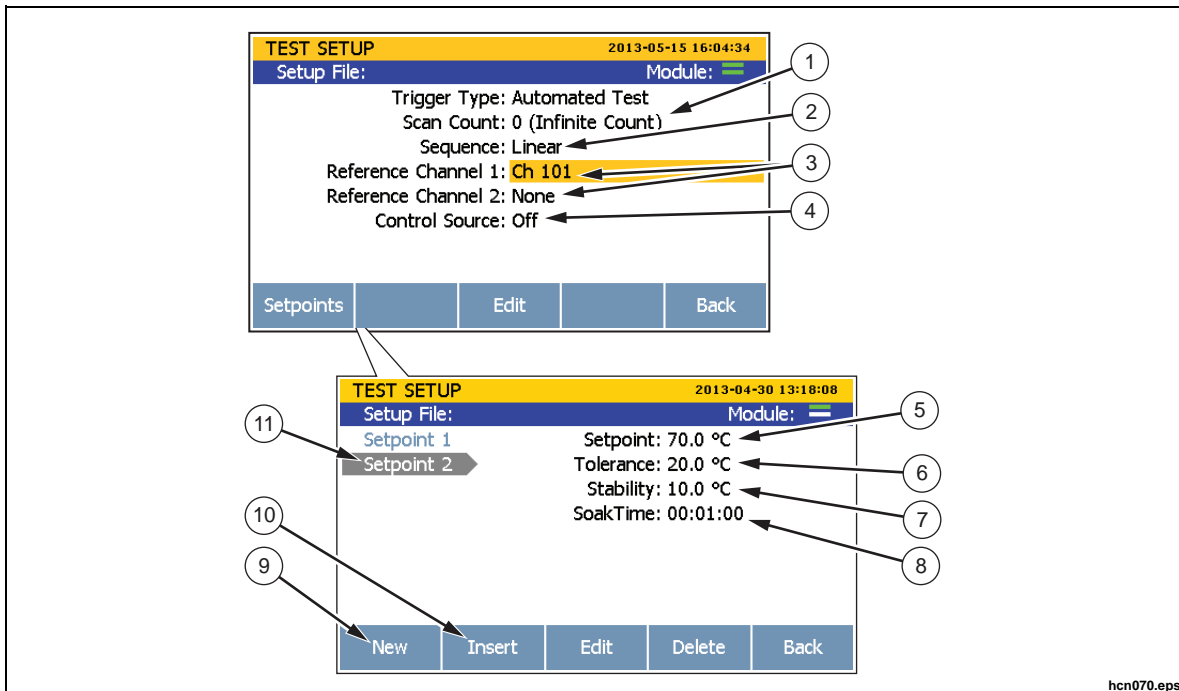 TEST SETUP 2013-05-15 16:04:34
Setup File: Module:
Trigger Type: Automated Test
Scan Count: 0 (Infinite Count)
Sequence: Linear
Reference Channel 1: Ch 101
Reference Channel 2: None
Control Source: Off
Setpoints Edit Back
1
2
3
4
TEST SETUP 2013-04-30 13:18:08
Setup File: Module:
Setpoint 1 Setpoint: 70.0 °C
Setpoint 2 Tolerance: 20.0 °C
Stability: 10.0 °C
SoakTime: 00:01:00
New Insert Edit Delete Back
5
6
7
8
11
10
9
hcn070.eps